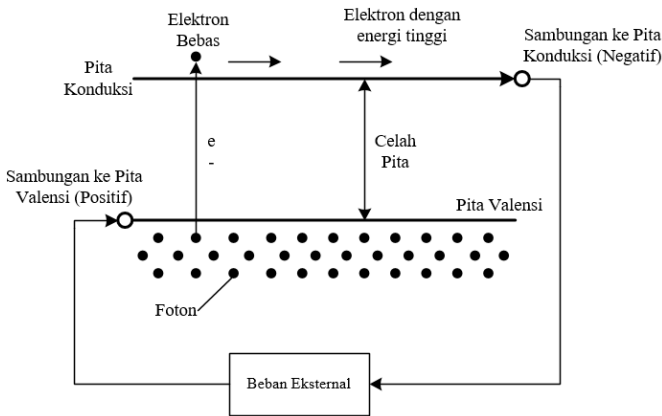 Elektron
Bebas
Elektron dengan
energi tinggi
Sambungan ke Pita
Konduksi (Negatif)
Pita
Konduksi
e
-
Celah
Pita
Sambungan ke Pita
Valensi (Positif)
Pita Valensi
Foton
Beban Eksternal